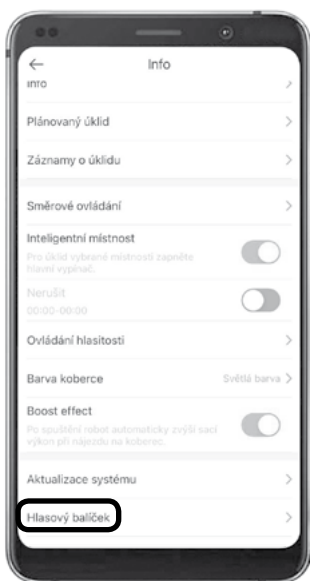 Info
Info
Plánovaný úklid
Záznamy o úklidu
Směrové ovládání
Inteligentní místnost
Pro úklid vybrané místnosti zapněte
hlavní vypínač.
Nerušit
00:00-00:00
Ovládání hlasitosti
Barva koberce Světlá barva
Boost effect
Po spuštění robot automaticky zvýší sací
výkon při nájezdu na koberec.
Aktualizace systému
Hlasový balíček